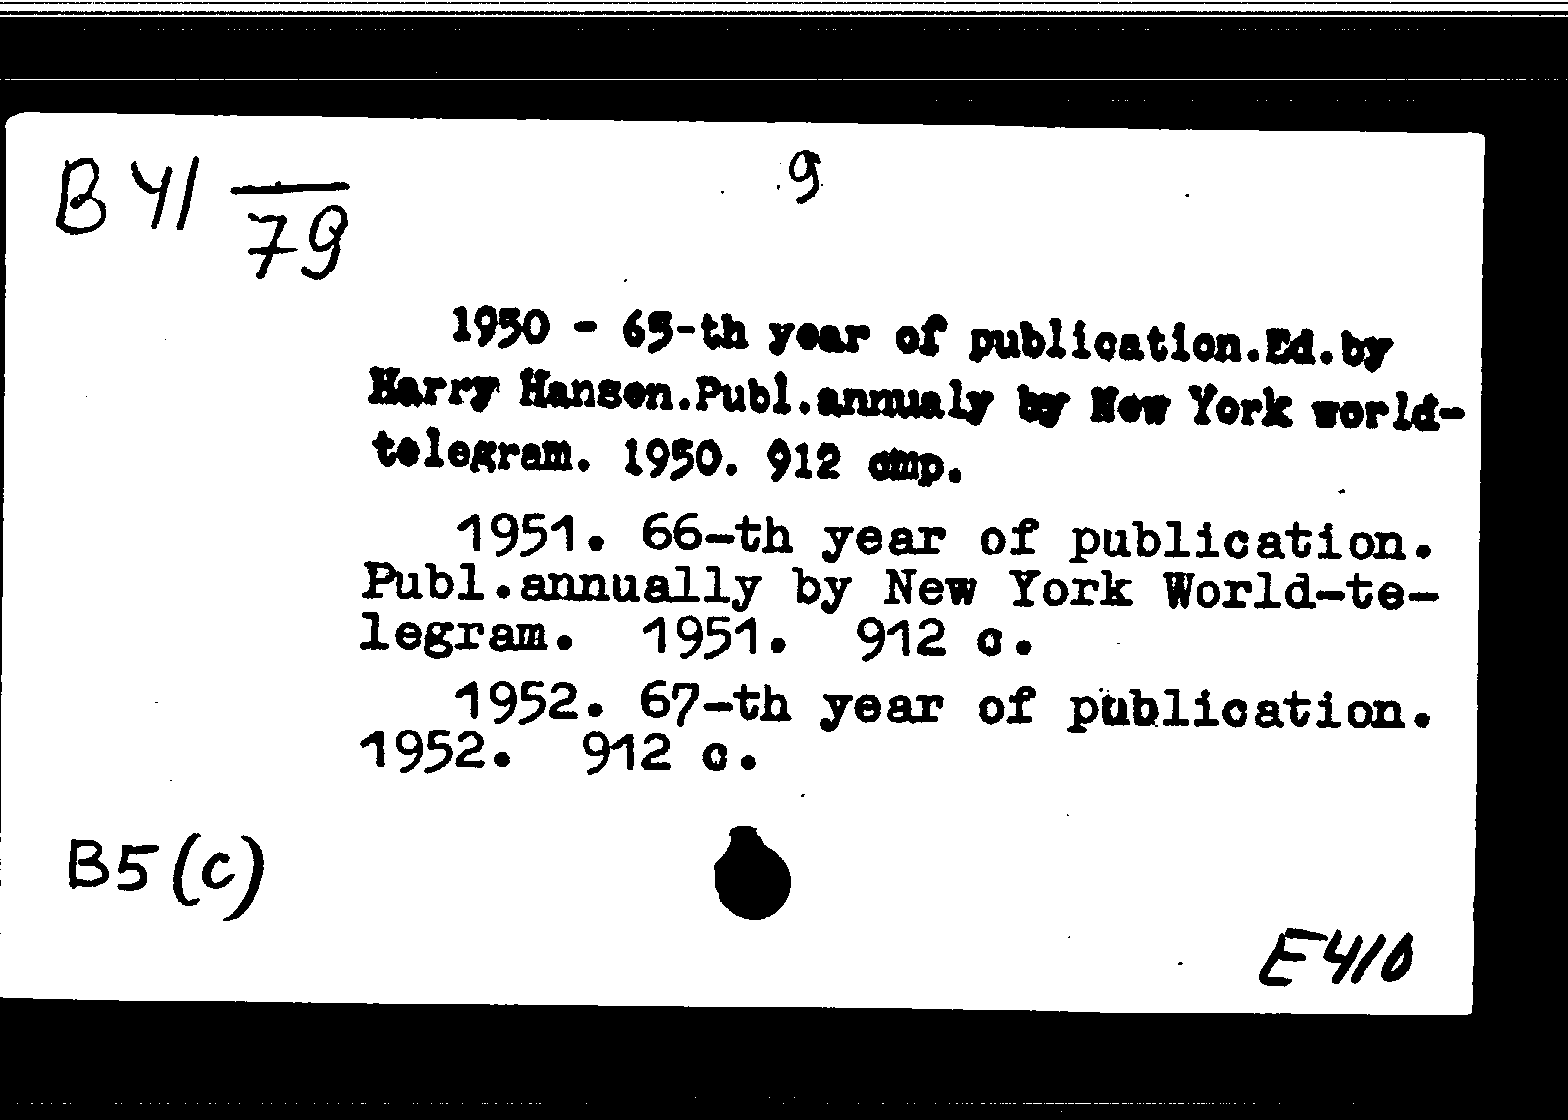 B 41 / 79
9
1950 - 65-th year of publication.Ed.by
Harry Hansen.Publ.annualy by New York world-
telegram. 1950. 912 стр.
1951. 66-th year of publication.
Publ.annually by New York World-te-
legram. 1951. 912 c.
1952. 67-th year of publication.
1952. 912 c.
B5(c)
E410